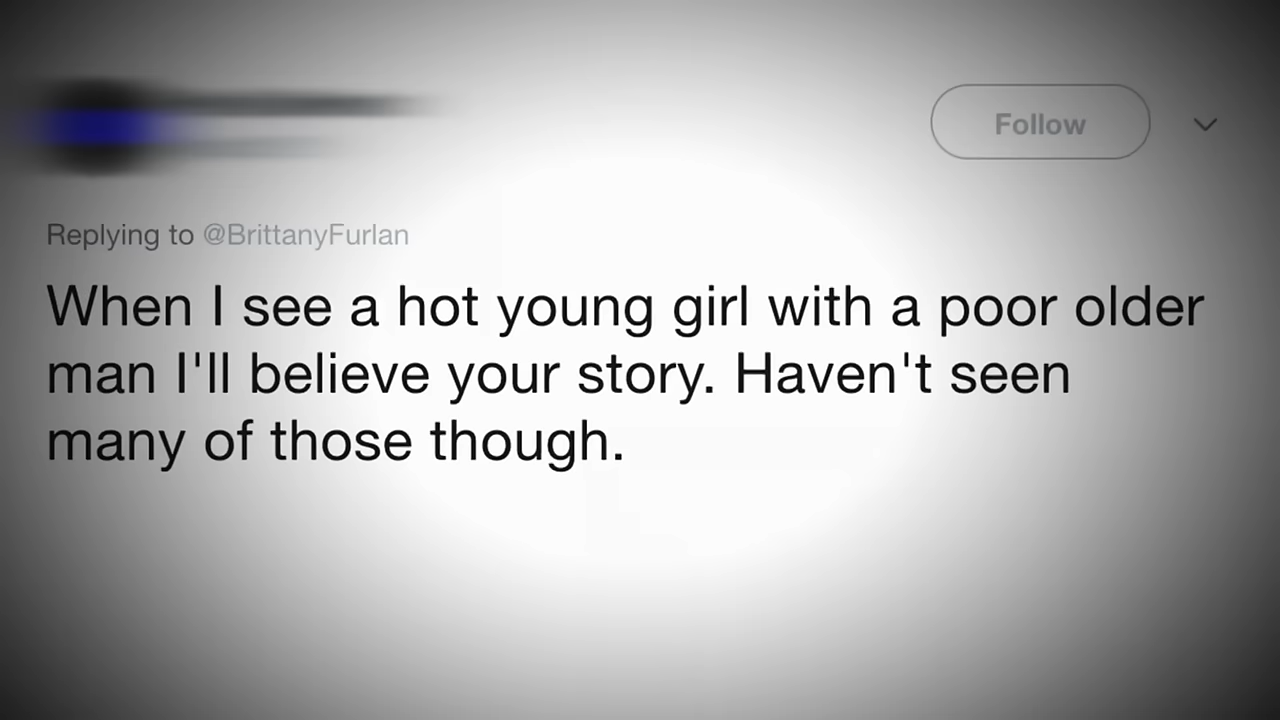 Follow
Replying to @BrittanyFurlan
When I see a hot young girl with a poor older
man I'll believe your story. Haven't seen
many of those though.